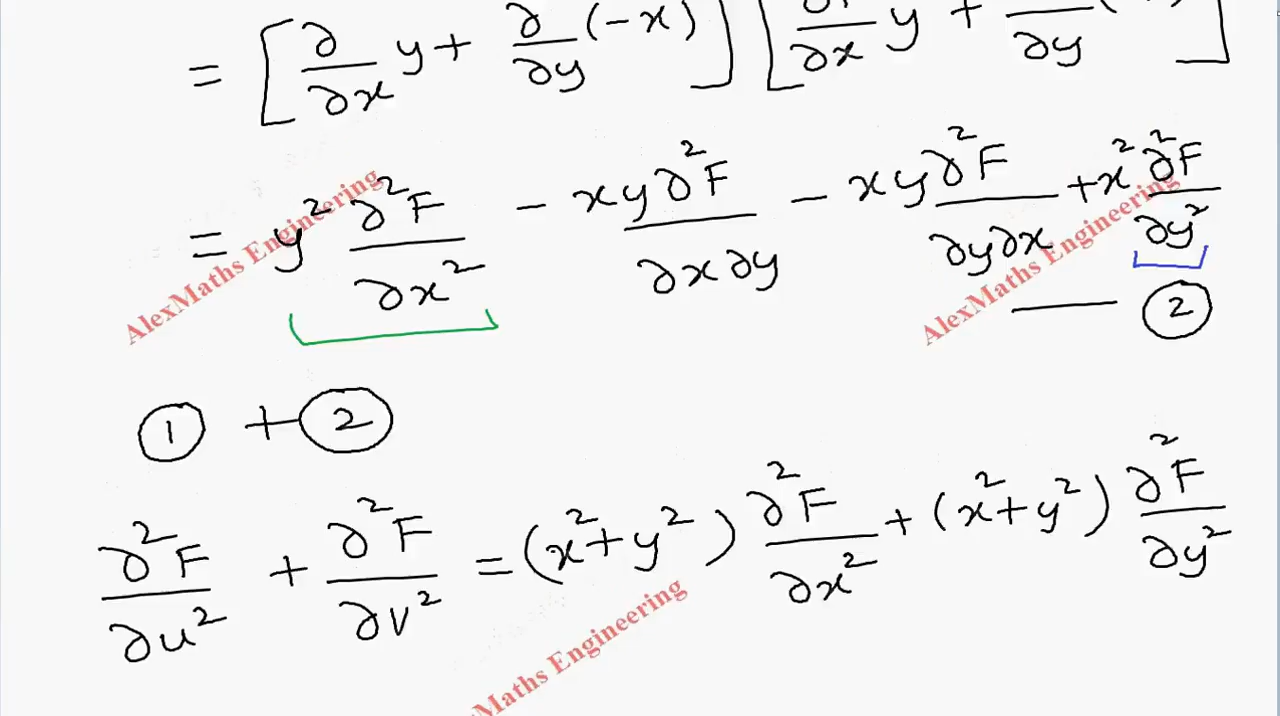 = [∂/∂x y + ∂/∂y (-x)] [∂F/∂x y + /∂y (
= y² ∂²F/∂x² - xy∂²F/∂x∂y - xy∂²F/∂y∂x + x² ∂²F/∂y²
AlexMaths Engineering
AlexMaths Engineering
— ②
① + ②
∂²F/∂u² + ∂²F/∂v² = (x²+y²) ∂²F/∂x² + (x²+y²) ∂²F/∂y²
AlexMaths Engineering